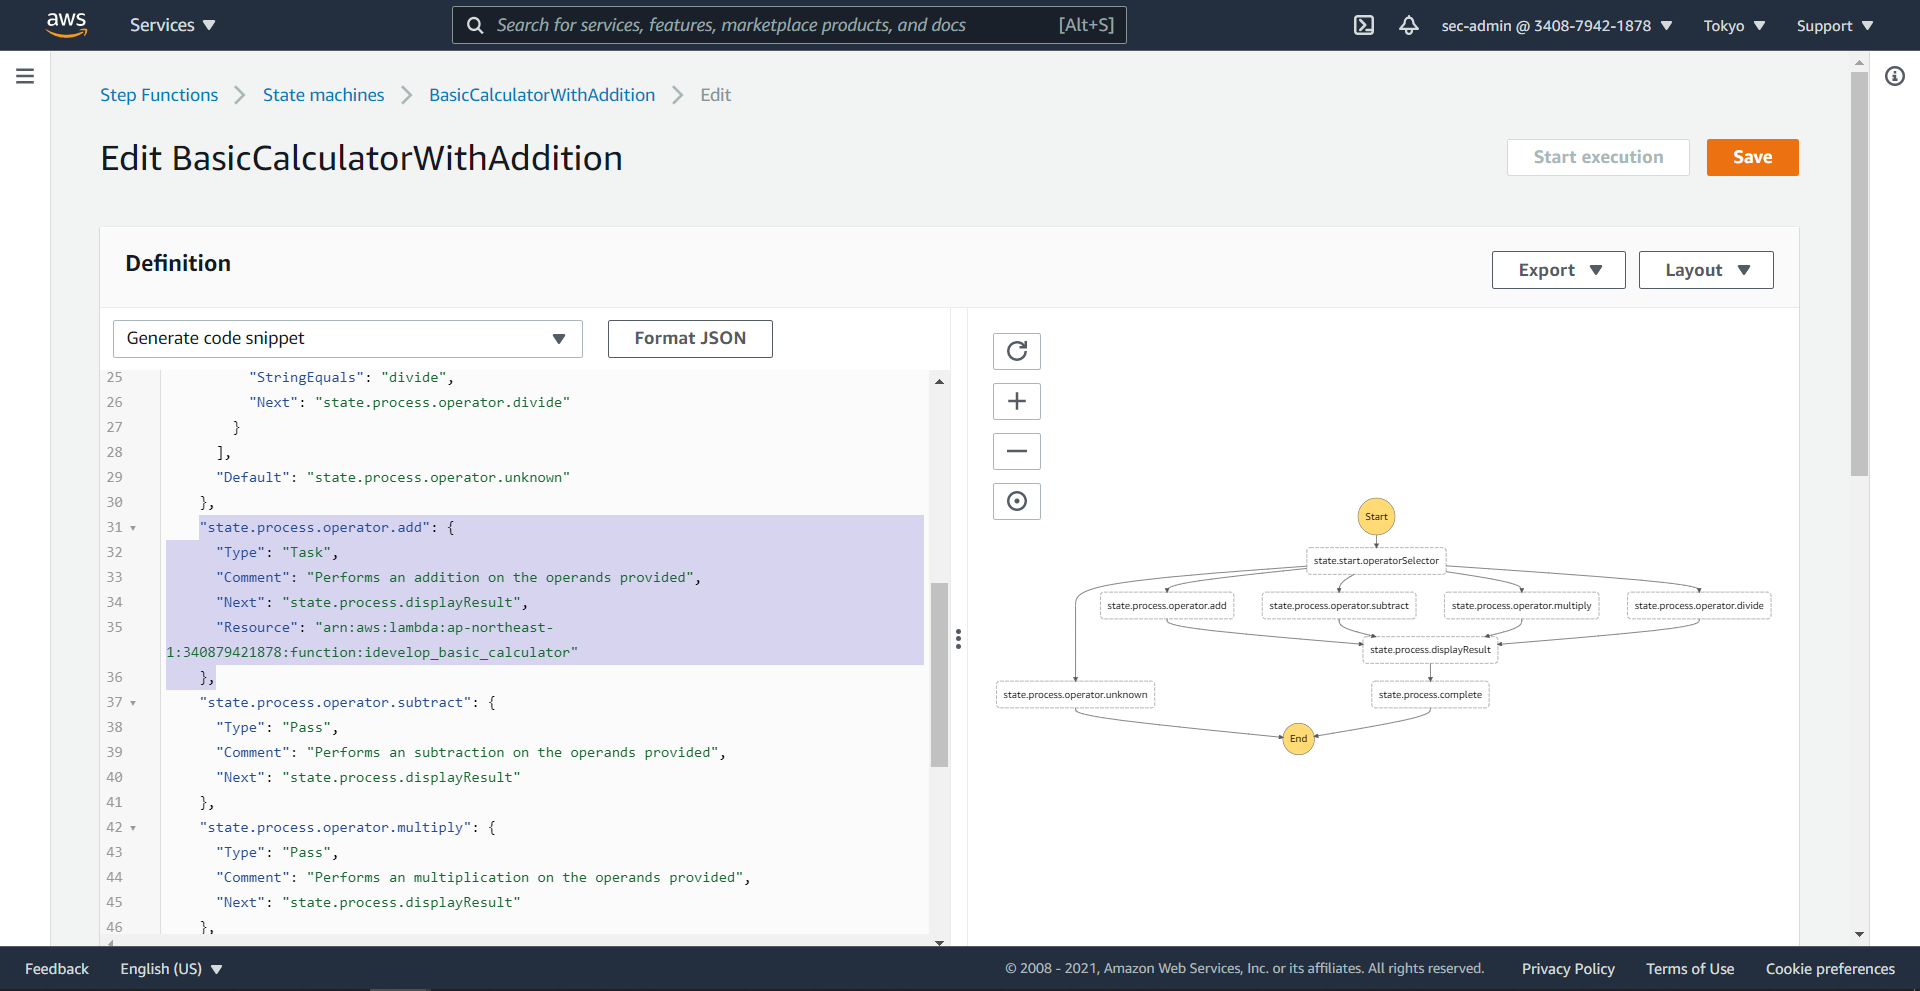 aws Services Search for services, features, marketplace products, and docs [Alt+S] sec-admin @ 3408-7942-1878 Tokyo Support
Step Functions State machines BasicCalculatorWithAddition Edit
Edit BasicCalculatorWithAddition
Start execution Save
Definition
Export Layout
Generate code snippet Format JSON
25 "StringEquals": "divide",
26 "Next": "state.process.operator.divide"
27 }
28 ],
29 "Default": "state.process.operator.unknown"
30 },
31 "state.process.operator.add": {
32 "Type": "Task",
33 "Comment": "Performs an addition on the operands provided",
34 "Next": "state.process.displayResult",
35 "Resource": "arn:aws:lambda:ap-northeast-
1:340879421878:function:idevelop_basic_calculator"
36 },
37 "state.process.operator.subtract": {
38 "Type": "Pass",
39 "Comment": "Performs an subtraction on the operands provided",
40 "Next": "state.process.displayResult"
41 },
42 "state.process.operator.multiply": {
43 "Type": "Pass",
44 "Comment": "Performs an multiplication on the operands provided",
45 "Next": "state.process.displayResult"
46 },
Start
state.start.operatorSelector
state.process.operator.add state.process.operator.subtract state.process.operator.multiply state.process.operator.divide
state.process.displayResult
state.process.operator.unknown state.process.complete
End
Feedback English (US) © 2008 - 2021, Amazon Web Services, Inc. or its affiliates. All rights reserved. Privacy Policy Terms of Use Cookie preferences